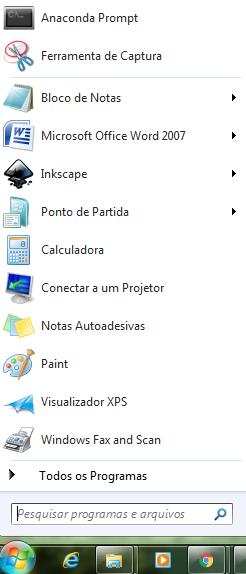 Anaconda Prompt
Ferramenta de Captura
Bloco de Notas
Microsoft Office Word 2007
Inkscape
Ponto de Partida
Calculadora
Conectar a um Projetor
Notas Autoadesivas
Paint
Visualizador XPS
Windows Fax and Scan
Todos os Programas
Pesquisar programas e arquivos